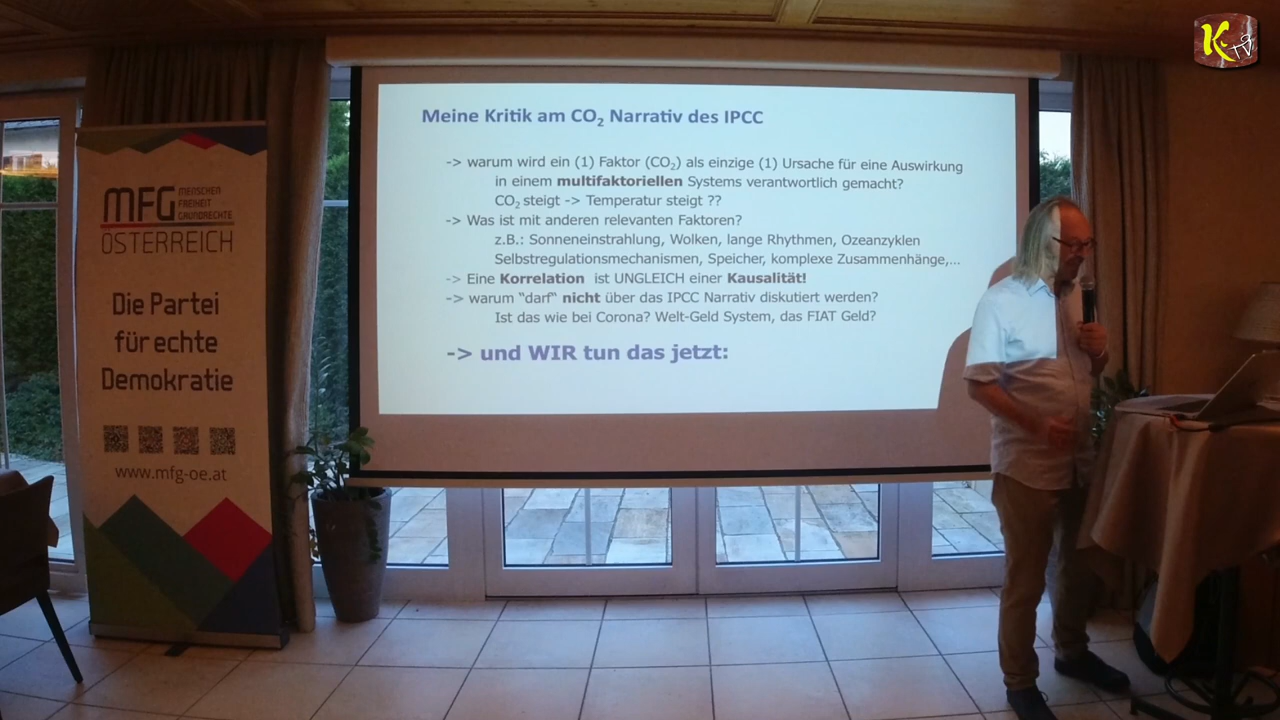 K TV
MFG MENSCHEN
FREIHEIT
GRUNDRECHTE
ÖSTERREICH
Die Partei
für echte
Demokratie
www.mfg-oe.at
Meine Kritik am CO₂ Narrativ des IPCC
-> warum wird ein (1) Faktor (CO₂) als einzige (1) Ursache für eine Auswirkung
in einem multifaktoriellen Systems verantwortlich gemacht?
CO₂ steigt -> Temperatur steigt ??
-> Was ist mit anderen relevanten Faktoren?
z.B.: Sonneneinstrahlung, Wolken, lange Rhythmen, Ozeanzyklen
Selbstregulationsmechanismen, Speicher, komplexe Zusammenhänge,...
-> Eine Korrelation ist UNGLEICH einer Kausalität!
-> warum "darf" nicht über das IPCC Narrativ diskutiert werden?
Ist das wie bei Corona? Welt-Geld System, das FIAT Geld?
-> und WIR tun das jetzt: